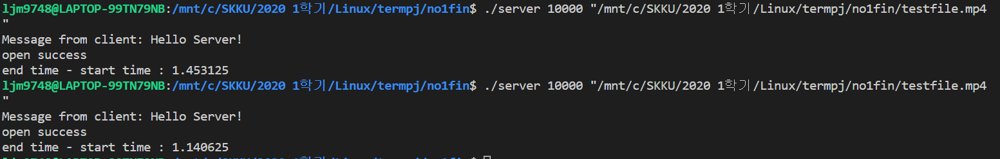 ljm9748@LAPTOP-99TN79NB:/mnt/c/SKKU/2020 1학기/Linux/termpj/no1fin$ ./server 10000 "/mnt/c/SKKU/2020 1학기/Linux/termpj/no1fin/testfile.mp4
"
Message from client: Hello Server!
open success
end time - start time : 1.453125
ljm9748@LAPTOP-99TN79NB:/mnt/c/SKKU/2020 1학기/Linux/termpj/no1fin$ ./server 10000 "/mnt/c/SKKU/2020 1학기/Linux/termpj/no1fin/testfile.mp4
"
Message from client: Hello Server!
open success
end time - start time : 1.140625